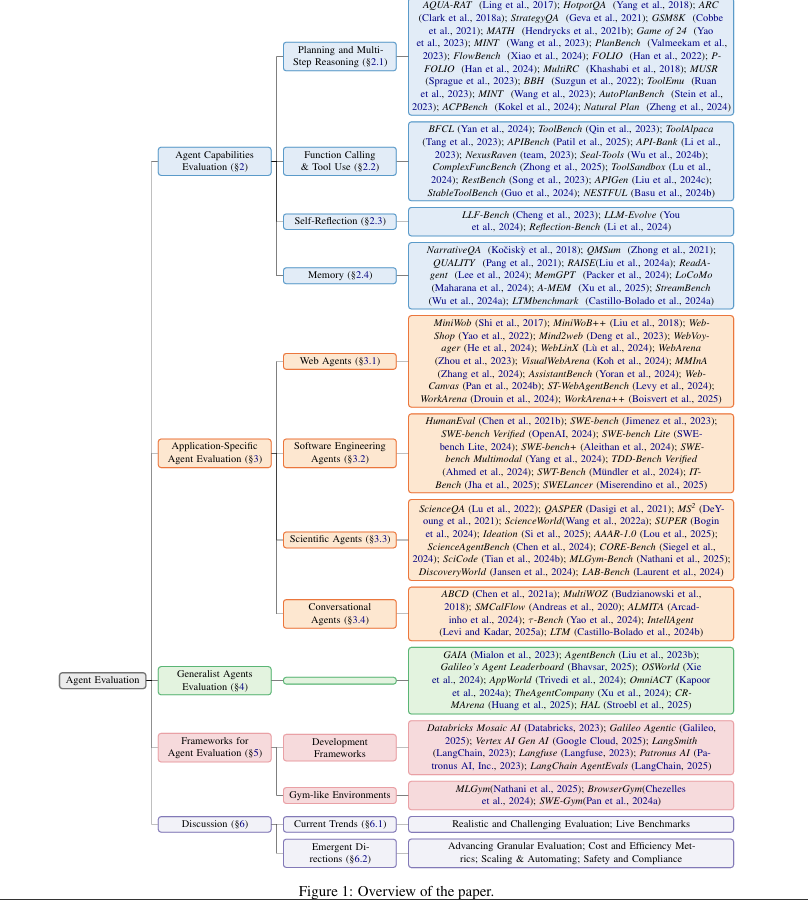 AQUA-RAT (Ling et al., 2017); HotpotQA (Yang et al., 2018); ARC
(Clark et al., 2018a); StrategyQA (Geva et al., 2021); GSM8K (Cobbe
et al., 2021); MATH (Hendrycks et al., 2021b); Game of 24 (Yao
et al., 2023); MINT (Wang et al., 2023); PlanBench (Valmeekam et al.,
2023); FlowBench (Xiao et al., 2024); FOLIO (Han et al., 2022); P-
FOLIO (Han et al., 2024); MultiRC (Khashabi et al., 2018); MUSR
(Sprague et al., 2023); BBH (Suzgun et al., 2022); ToolEmu (Ruan
et al., 2023); MINT (Wang et al., 2023); AutoPlanBench (Stein et al.,
2023); ACPBench (Kokel et al., 2024); Natural Plan (Zheng et al., 2024)
Planning and Multi-
Step Reasoning (§2.1)
Agent Capabilities
Evaluation (§2)
Function Calling
& Tool Use (§2.2)
BFCL (Yan et al., 2024); ToolBench (Qin et al., 2023); ToolAlpaca
(Tang et al., 2023); APIBench (Patil et al., 2025); API-Bank (Li et al.,
2023); NexusRaven (team, 2023); Seal-Tools (Wu et al., 2024b);
ComplexFuncBench (Zhong et al., 2025); ToolSandbox (Lu et al.,
2024); RestBench (Song et al., 2023); APIGen (Liu et al., 2024c);
StableToolBench (Guo et al., 2024); NESTFUL (Basu et al., 2024b)
Self-Reflection (§2.3)
LLF-Bench (Cheng et al., 2023); LLM-Evolve (You
et al., 2024); Reflection-Bench (Li et al., 2024)
Memory (§2.4)
NarrativeQA (Kočiskỳ et al., 2018); QMSum (Zhong et al., 2021);
QUALITY (Pang et al., 2021); RAISE(Liu et al., 2024a); ReadA-
gent (Lee et al., 2024); MemGPT (Packer et al., 2024); LoCoMo
(Maharana et al., 2024); A-MEM (Xu et al., 2025); StreamBench
(Wu et al., 2024a); LTMbenchmark (Castillo-Bolado et al., 2024a)
Web Agents (§3.1)
MiniWob (Shi et al., 2017); MiniWoB++ (Liu et al., 2018); Web-
Shop (Yao et al., 2022); Mind2web (Deng et al., 2023); WebVoy-
ager (He et al., 2024); WebLinX (Lù et al., 2024); WebArena
(Zhou et al., 2023); VisualWebArena (Koh et al., 2024); MMInA
(Zhang et al., 2024); AssistantBench (Yoran et al., 2024); Web-
Canvas (Pan et al., 2024b); ST-WebAgentBench (Levy et al., 2024);
WorkArena (Drouin et al., 2024); WorkArena++ (Boisvert et al., 2025)
Application-Specific
Agent Evaluation (§3)
Software Engineering
Agents (§3.2)
HumanEval (Chen et al., 2021b); SWE-bench (Jimenez et al., 2023);
SWE-bench Verified (OpenAI, 2024); SWE-bench Lite (SWE-
bench Lite, 2024); SWE-bench+ (Aleithan et al., 2024); SWE-
bench Multimodal (Yang et al., 2024); TDD-Bench Verified
(Ahmed et al., 2024); SWT-Bench (Mündler et al., 2024); IT-
Bench (Jha et al., 2025); SWELancer (Miserendino et al., 2025)
Scientific Agents (§3.3)
ScienceQA (Lu et al., 2022); QASPER (Dasigi et al., 2021); MS² (DeY-
oung et al., 2021); ScienceWorld(Wang et al., 2022a); SUPER (Bogin
et al., 2024); Ideation (Si et al., 2025); AAAR-1.0 (Lou et al., 2025);
ScienceAgentBench (Chen et al., 2024); CORE-Bench (Siegel et al.,
2024); SciCode (Tian et al., 2024b); MLGym-Bench (Nathani et al., 2025);
DiscoveryWorld (Jansen et al., 2024); LAB-Bench (Laurent et al., 2024)
Conversational
Agents (§3.4)
ABCD (Chen et al., 2021a); MultiWOZ (Budzianowski et al.,
2018); SMCalFlow (Andreas et al., 2020); ALMITA (Arcad-
inho et al., 2024); τ-Bench (Yao et al., 2024); IntellAgent
(Levi and Kadar, 2025a); LTM (Castillo-Bolado et al., 2024b)
Agent Evaluation
Generalist Agents
Evaluation (§4)
GAIA (Mialon et al., 2023); AgentBench (Liu et al., 2023b);
Galileo's Agent Leaderboard (Bhavsar, 2025); OSWorld (Xie
et al., 2024); AppWorld (Trivedi et al., 2024); OmniACT (Kapoor
et al., 2024a); TheAgentCompany (Xu et al., 2024); CR-
MArena (Huang et al., 2025); HAL (Stroebl et al., 2025)
Frameworks for
Agent Evaluation (§5)
Development
Frameworks
Databricks Mosaic AI (Databricks, 2023); Galileo Agentic (Galileo,
2025); Vertex AI Gen AI (Google Cloud, 2025); LangSmith
(LangChain, 2023); Langfuse (Langfuse, 2023); Patronus AI (Pa-
tronus AI, Inc., 2023); LangChain AgentEvals (LangChain, 2025)
Gym-like Environments
MLGym(Nathani et al., 2025); BrowserGym(Chezelles
et al., 2024); SWE-Gym(Pan et al., 2024a)
Discussion (§6)
Current Trends (§6.1)
Realistic and Challenging Evaluation; Live Benchmarks
Emergent Di-
rections (§6.2)
Advancing Granular Evaluation; Cost and Efficiency Met-
rics; Scaling & Automating; Safety and Compliance
Figure 1: Overview of the paper.